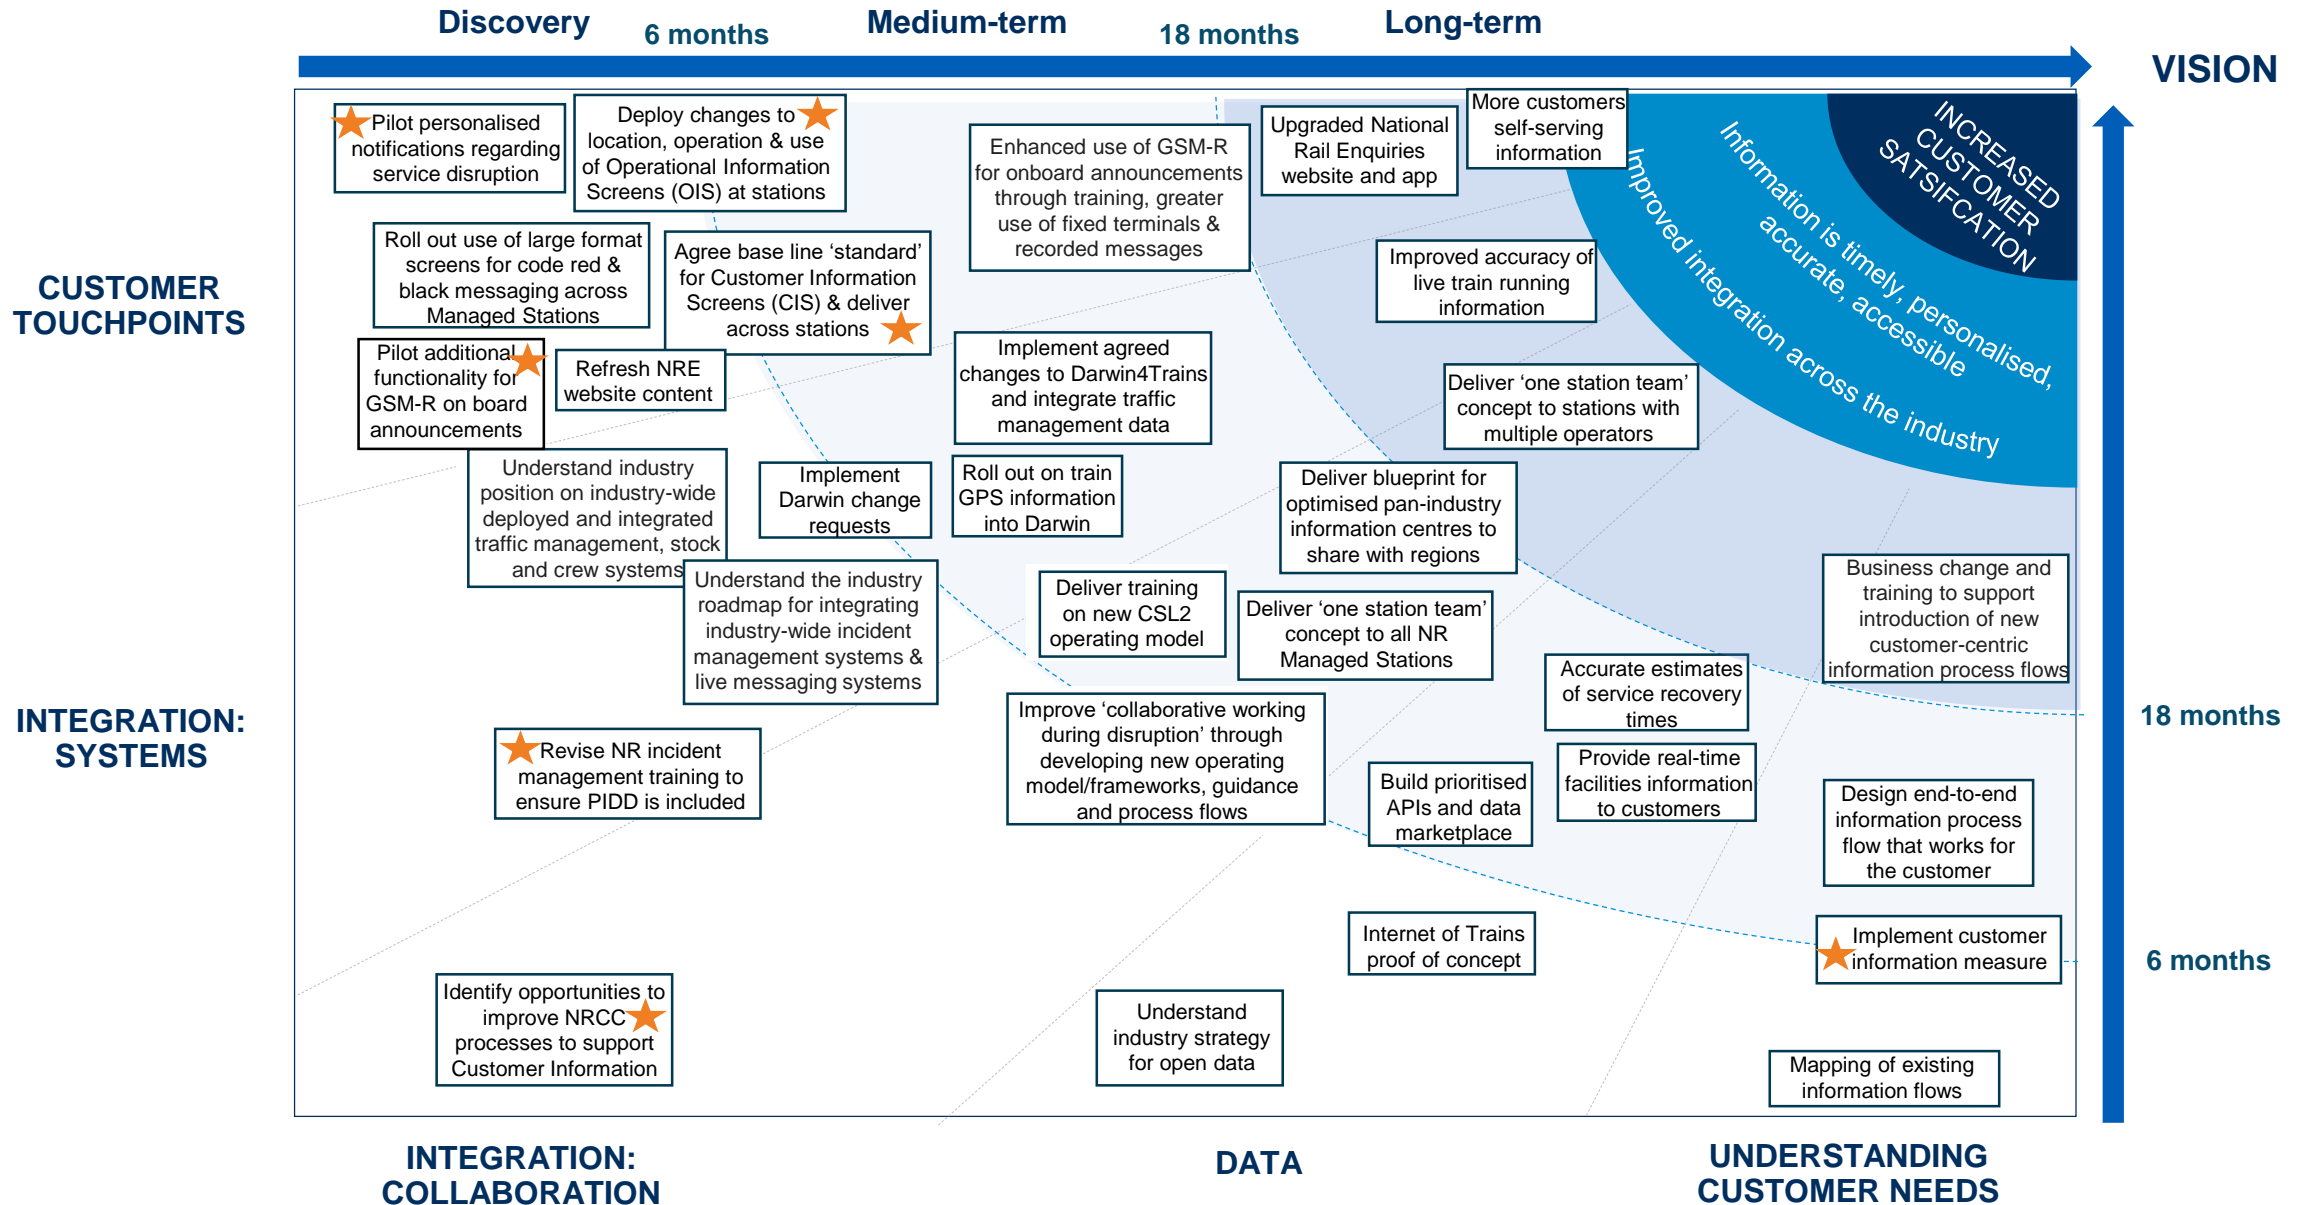 Discovery
6 months
Medium-term
18 months
Long-term
VISION
Pilot personalised
notifications regarding
service disruption
Deploy changes to
location, operation & use
of Operational Information
Screens (OIS) at stations
Enhanced use of GSM-R
for onboard announcements
through training, greater
use of fixed terminals &
recorded messages
Upgraded National
Rail Enquiries
website and app
More customers
self-serving
information
INCREASED
CUSTOMER
SATSIFCATION
Information is timely, personalised,
accurate, accessible
Improved integration across the industry
CUSTOMER
TOUCHPOINTS
Roll out use of large format
screens for code red &
black messaging across
Managed Stations
Agree base line ‘standard’
for Customer Information
Screens (CIS) & deliver
across stations
Improved accuracy of
live train running
information
Pilot additional
functionality for
GSM-R on board
announcements
Refresh NRE
website content
Implement agreed
changes to Darwin4Trains
and integrate traffic
management data
Deliver ‘one station team’
concept to stations with
multiple operators
Understand industry
position on industry-wide
deployed and integrated
traffic management, stock
and crew systems
Implement
Darwin change
requests
Roll out on train
GPS information
into Darwin
Deliver blueprint for
optimised pan-industry
information centres to
share with regions
Understand the industry
roadmap for integrating
industry-wide incident
management systems &
live messaging systems
Deliver training
on new CSL2
operating model
Deliver ‘one station team’
concept to all NR
Managed Stations
Business change and
training to support
introduction of new
customer-centric
information process flows
Accurate estimates
of service recovery
times
INTEGRATION:
SYSTEMS
18 months
Revise NR incident
management training to
ensure PIDD is included
Improve ‘collaborative working
during disruption’ through
developing new operating
model/frameworks, guidance
and process flows
Build prioritised
APIs and data
marketplace
Provide real-time
facilities information
to customers
Design end-to-end
information process
flow that works for
the customer
Internet of Trains
proof of concept
Implement customer
information measure
6 months
Identify opportunities to
improve NRCC
processes to support
Customer Information
Understand
industry strategy
for open data
Mapping of existing
information flows
INTEGRATION:
COLLABORATION
DATA
UNDERSTANDING
CUSTOMER NEEDS